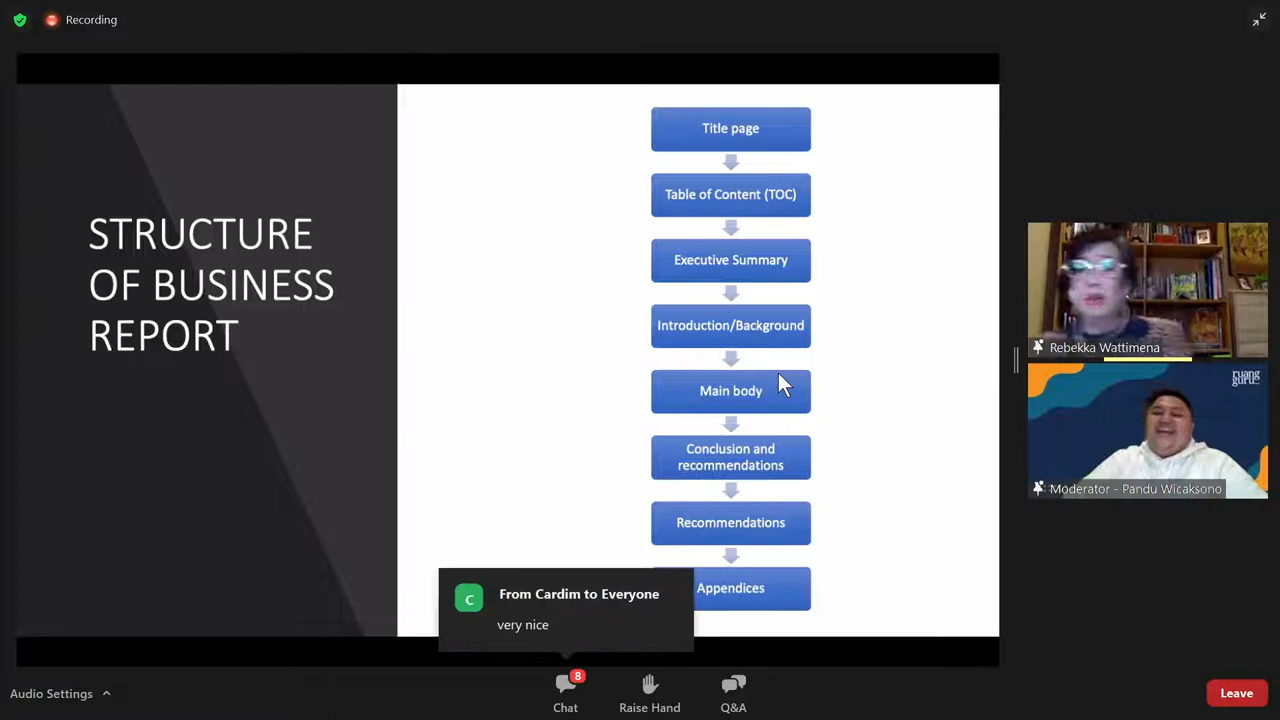 Recording
STRUCTURE
OF BUSINESS
REPORT
Title page
Table of Content (TOC)
Executive Summary
Introduction/Background
Main body
Conclusion and
recommendations
Recommendations
Appendices
Rebekka Wattimena
ruang
guru
Moderator - Pandu Wicaksono
C
From Cardim to Everyone
very nice
Audio Settings
8
Chat
Raise Hand
Q&A
Leave